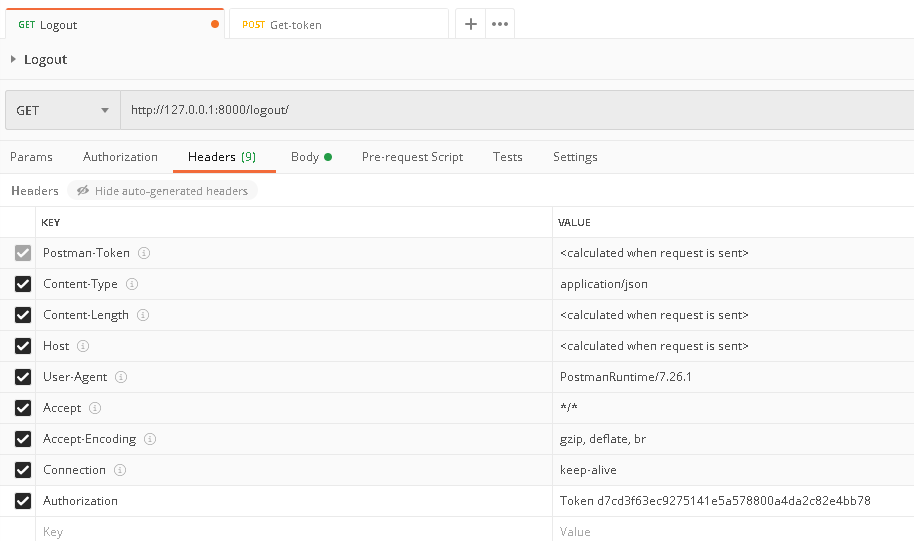 GET Logout POST Get-token + •••
Logout
GET http://127.0.0.1:8000/logout/
Params Authorization Headers (9) Body Pre-request Script Tests Settings
Headers Hide auto-generated headers
KEY VALUE
Postman-Token <calculated when request is sent>
Content-Type application/json
Content-Length <calculated when request is sent>
Host <calculated when request is sent>
User-Agent PostmanRuntime/7.26.1
Accept */*
Accept-Encoding gzip, deflate, br
Connection keep-alive
Authorization Token d7cd3f63ec9275141e5a578800a4da2c82e4bb78
Key Value